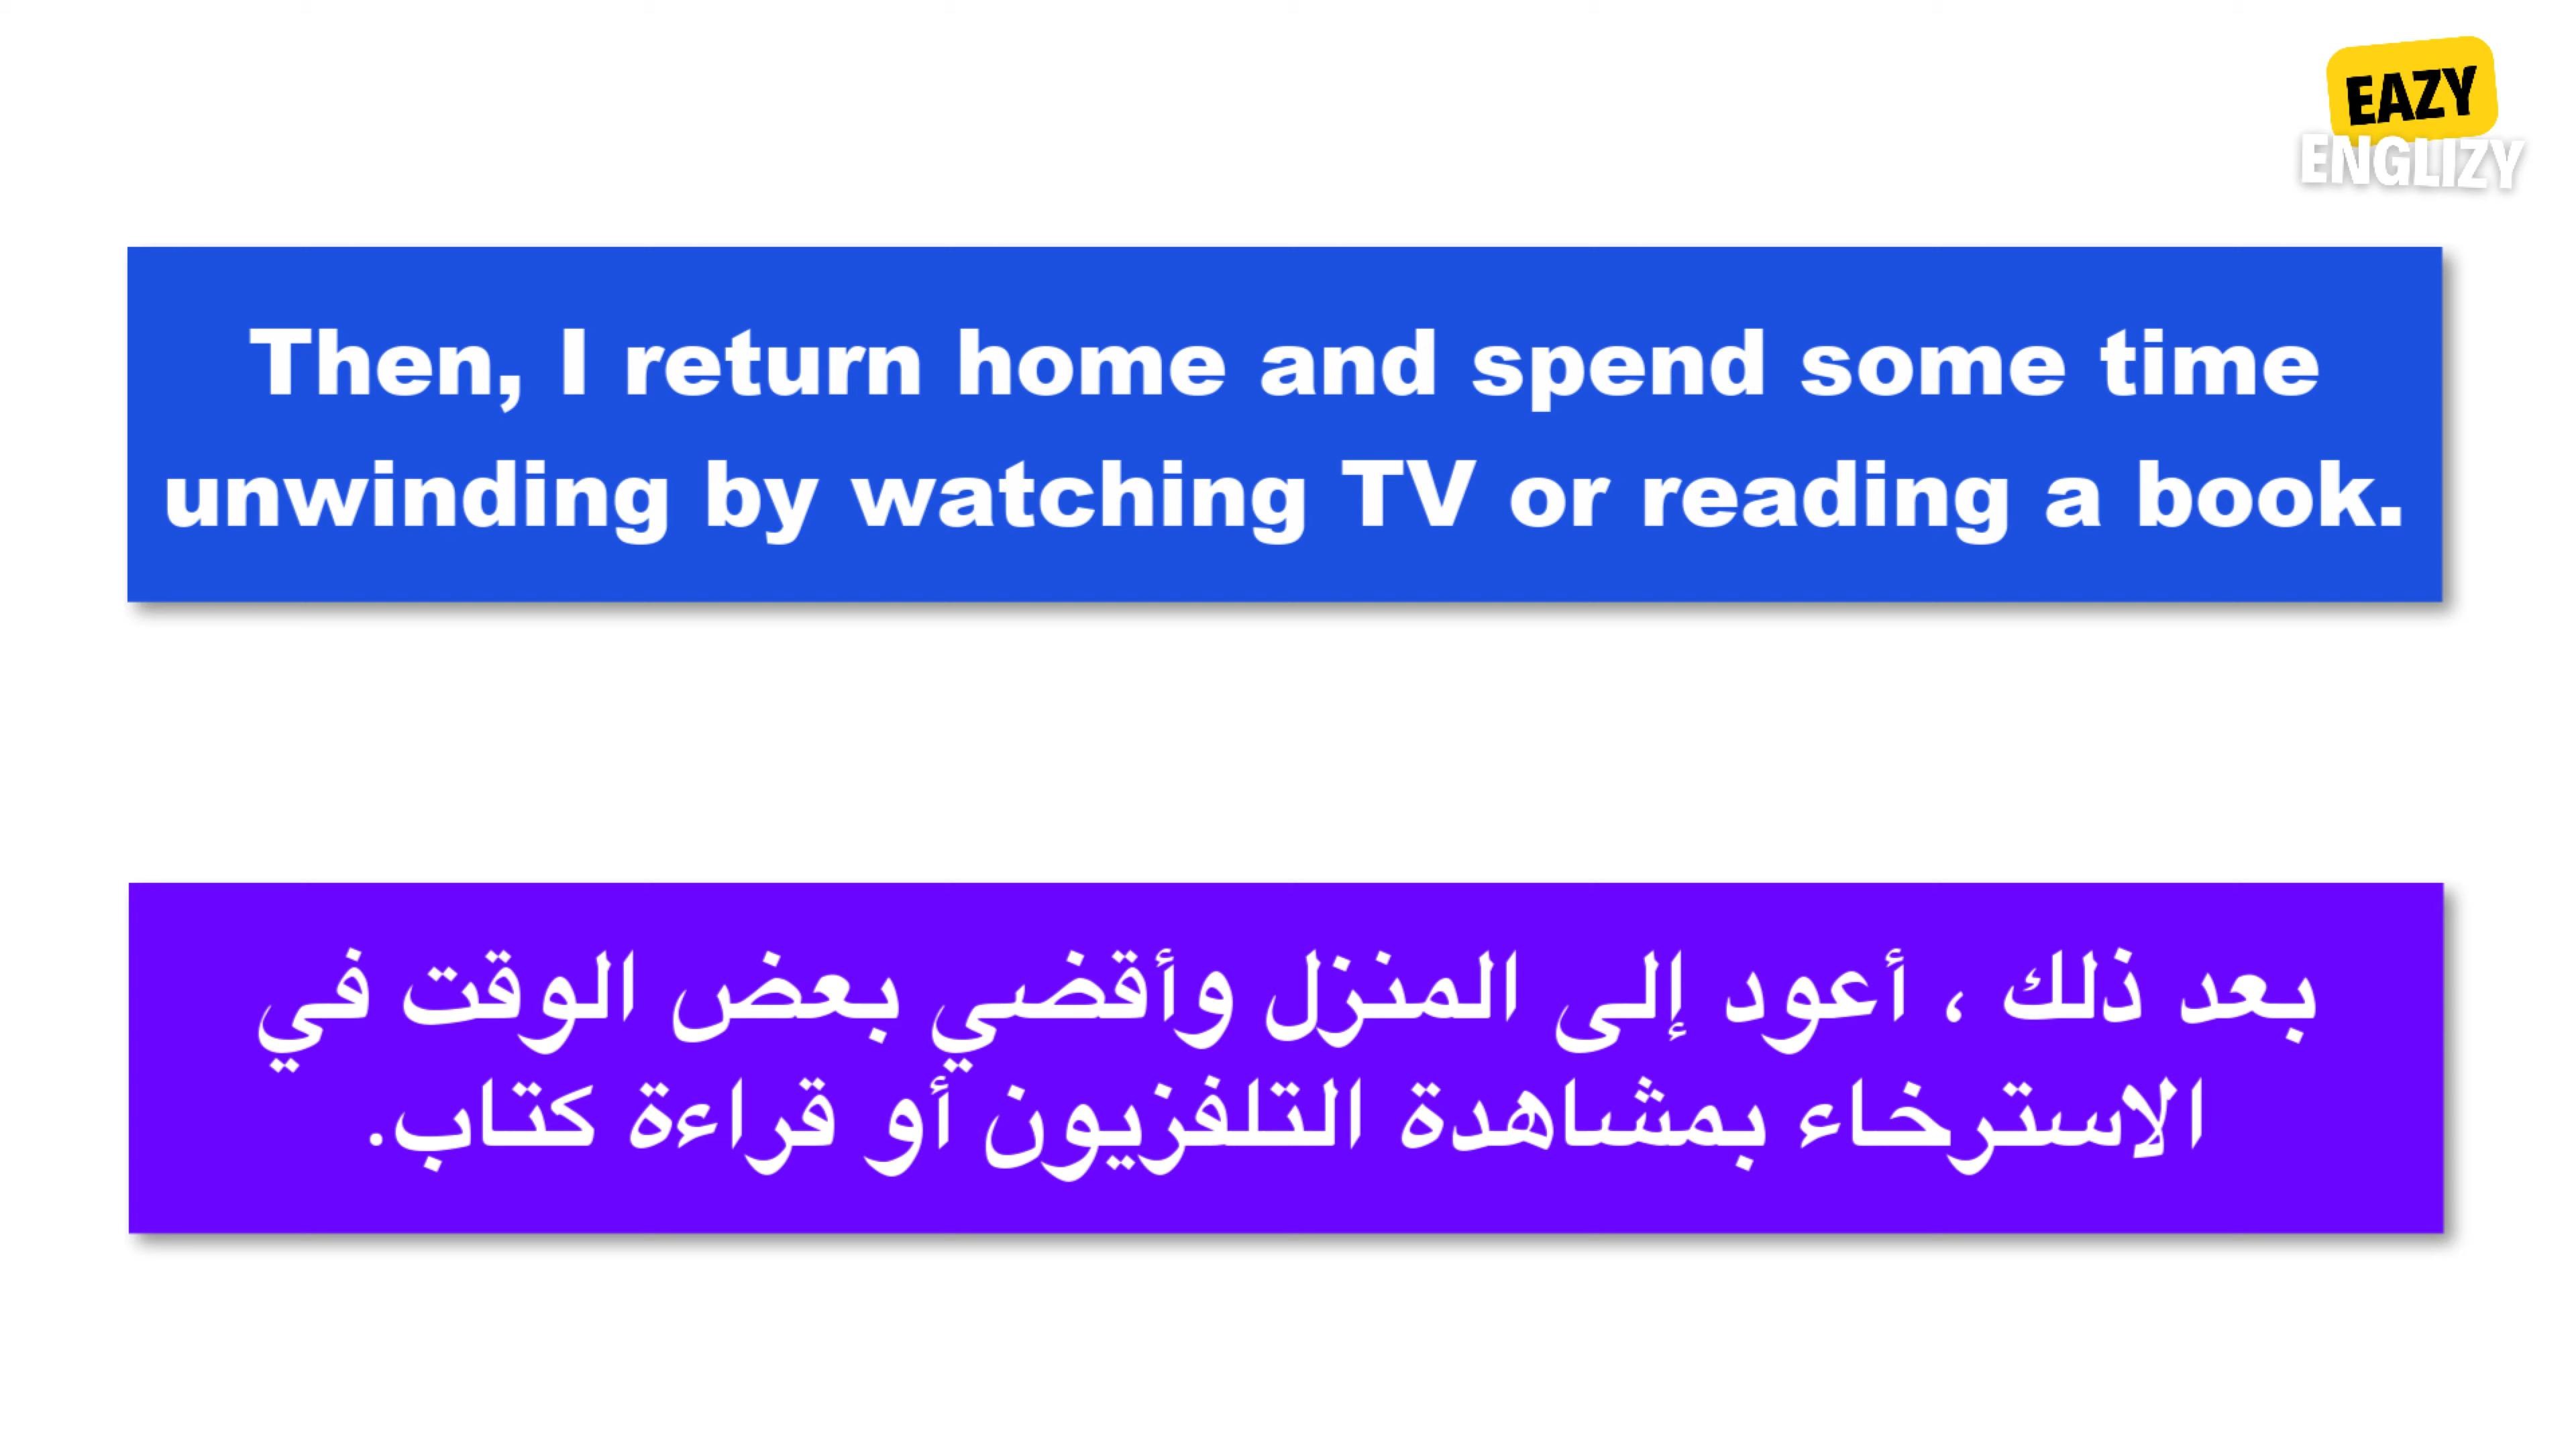 EAZY
ENGLIZY
Then, I return home and spend some time
unwinding by watching TV or reading a book.
بعد ذلك ، أعود إلى المنزل وأقضي بعض الوقت في
الاسترخاء بمشاهدة التلفزيون أو قراءة كتاب.